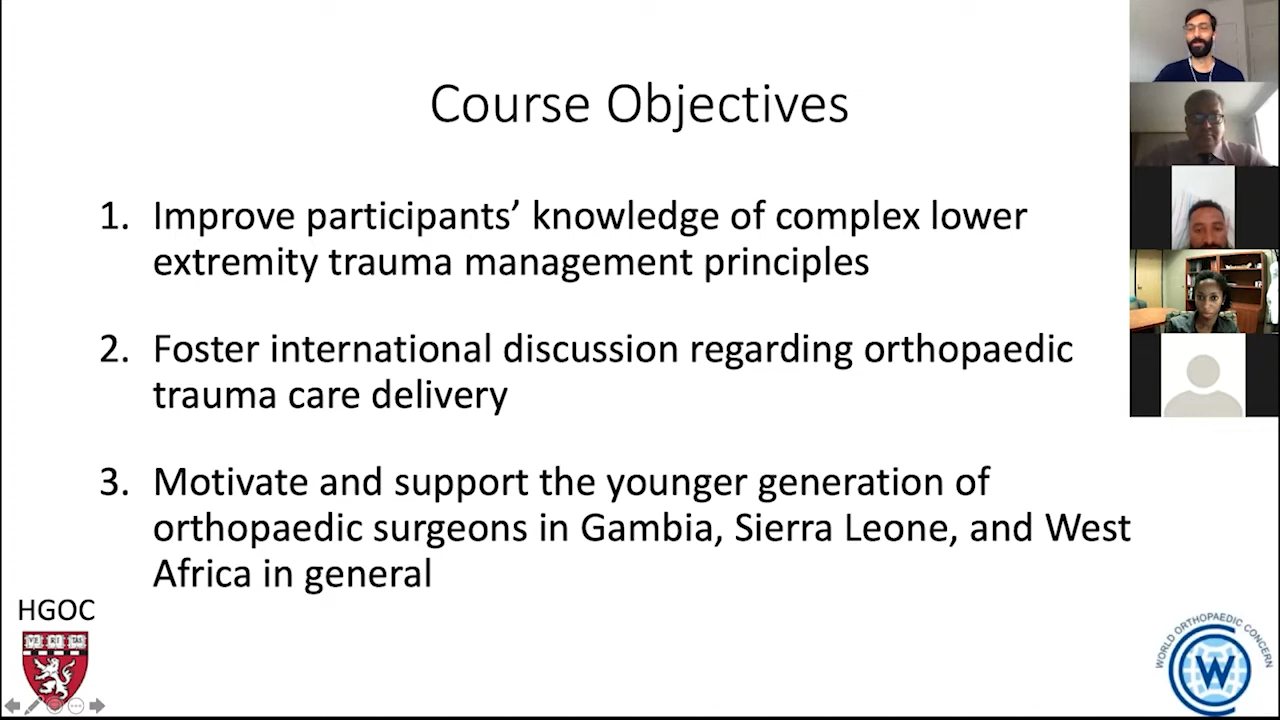 Course Objectives
1. Improve participants’ knowledge of complex lower
extremity trauma management principles
2. Foster international discussion regarding orthopaedic
trauma care delivery
3. Motivate and support the younger generation of
orthopaedic surgeons in Gambia, Sierra Leone, and West
Africa in general
HGOC
VE RI TAS
WORLD ORTHOPAEDIC CONCERN
W